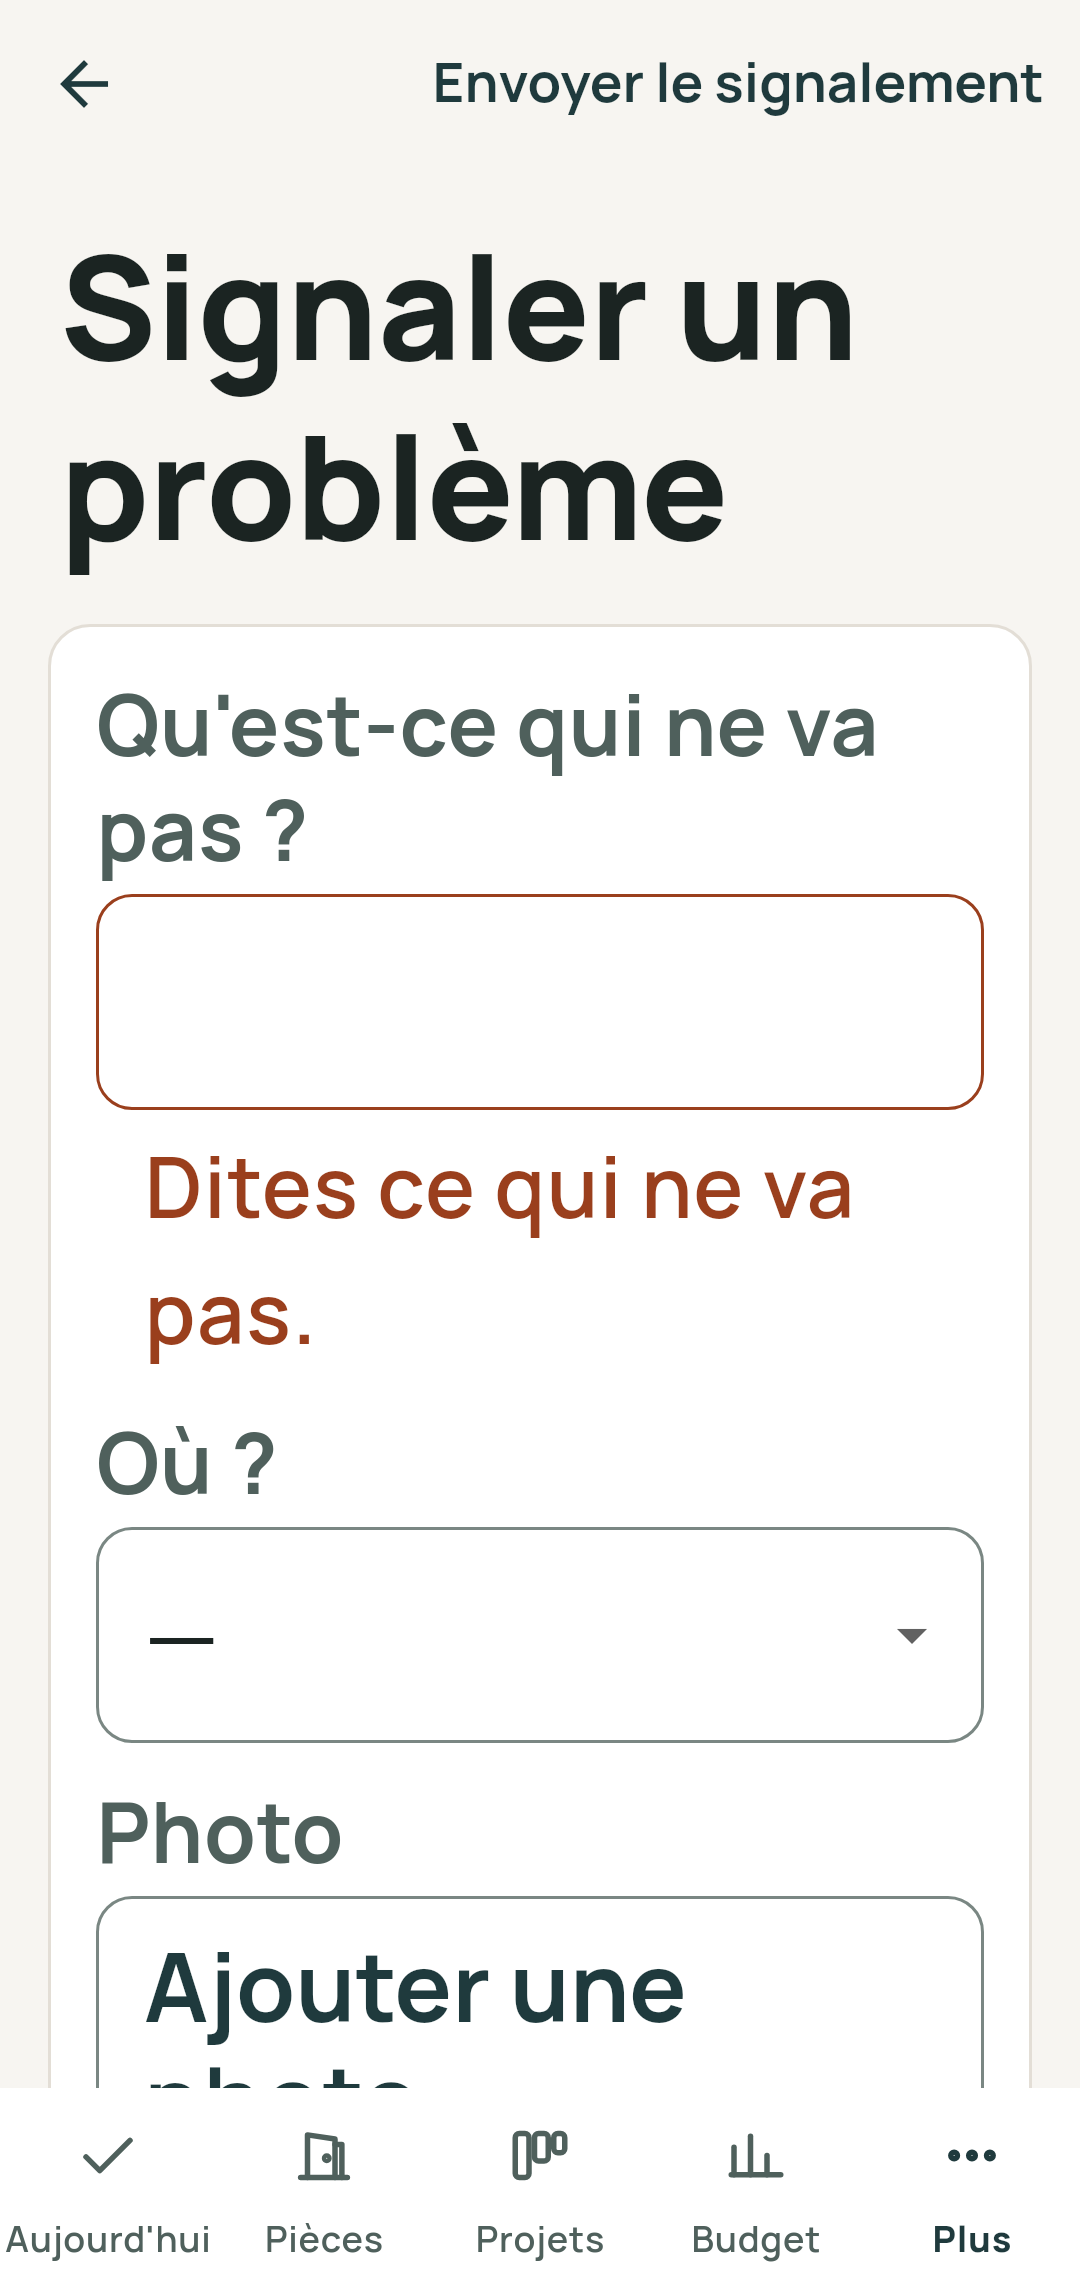 Envoyer le signalement
Signaler un
problème
Qu'est-ce qui ne va
pas ?
Dites ce qui ne va
pas.
Où ?
—
Photo
Ajouter une
photo
Aujourd'hui
Pièces
Projets
Budget
Plus